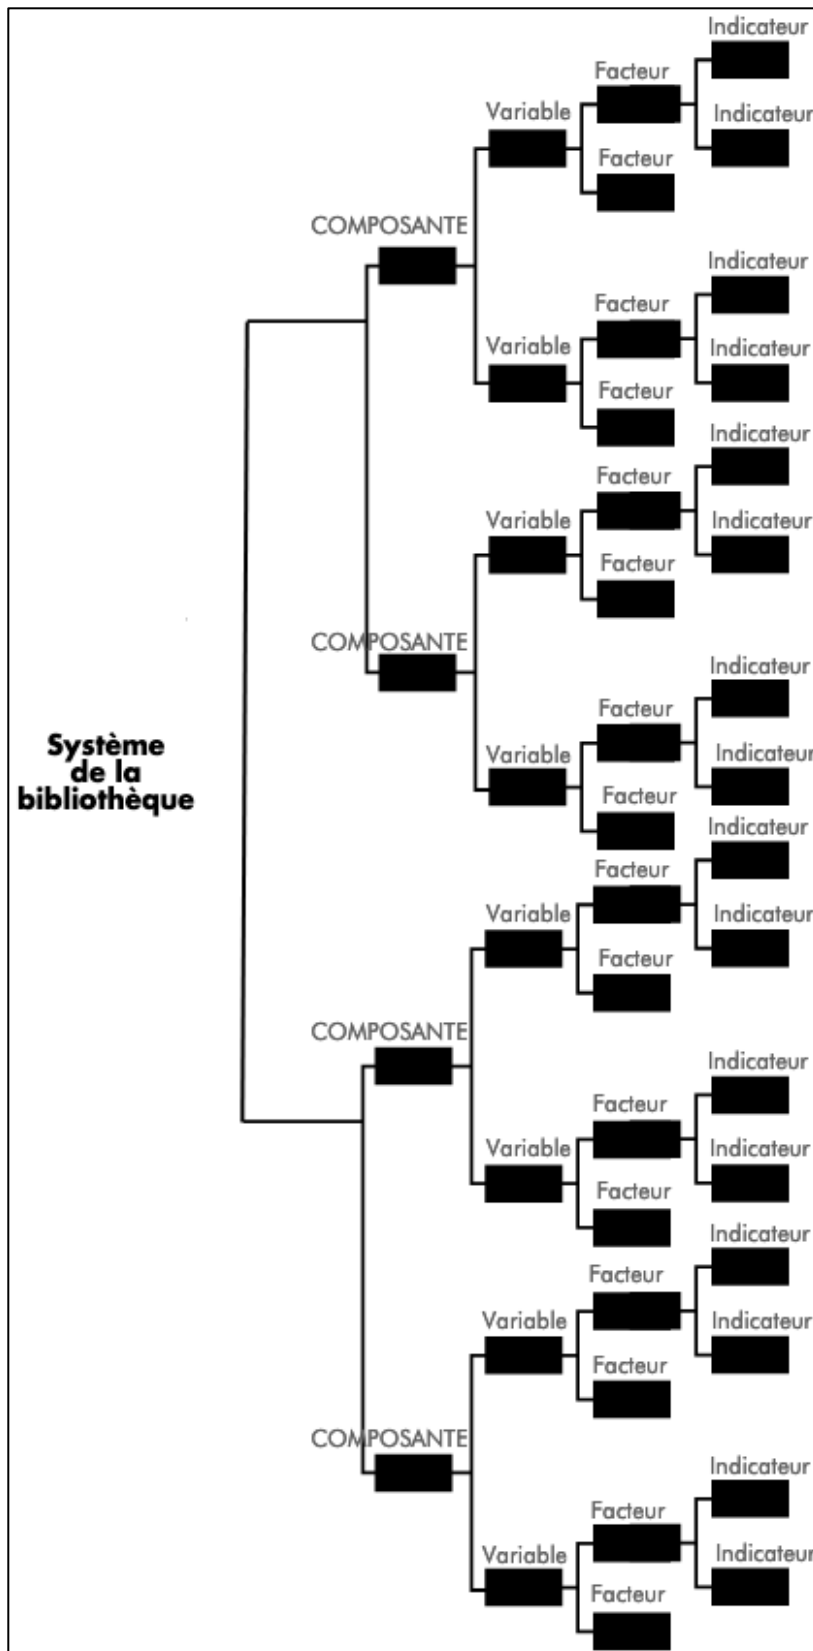 Indicateur
Facteur
Variable
Indicateur
Facteur
COMPOSANTE
Indicateur
Facteur
Variable
Indicateur
Facteur
Indicateur
Facteur
Variable
Indicateur
Facteur
COMPOSANTE
Indicateur
Facteur
Variable
Indicateur
Facteur
Système
de la
bibliothèque
Indicateur
Facteur
Variable
Indicateur
Facteur
COMPOSANTE
Indicateur
Facteur
Variable
Indicateur
Facteur
Indicateur
Facteur
Variable
Indicateur
Facteur
COMPOSANTE
Indicateur
Facteur
Variable
Indicateur
Facteur